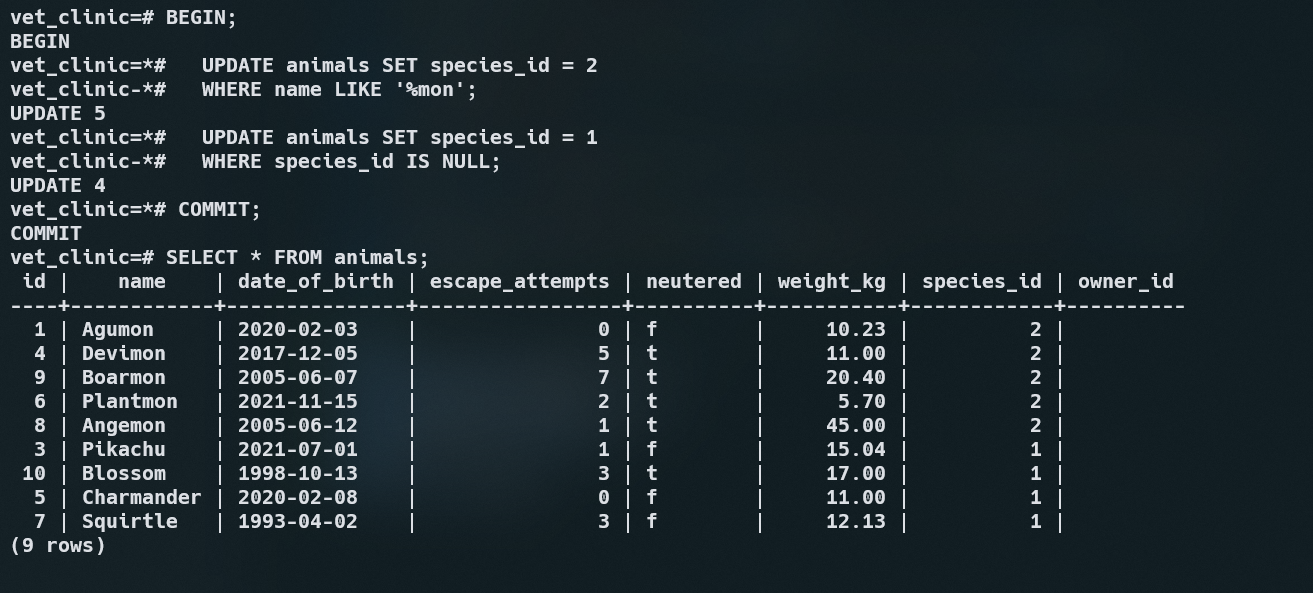 vet_clinic=# BEGIN;
BEGIN
vet_clinic=*#   UPDATE animals SET species_id = 2
vet_clinic-*#   WHERE name LIKE '%mon';
UPDATE 5
vet_clinic=*#   UPDATE animals SET species_id = 1
vet_clinic-*#   WHERE species_id IS NULL;
UPDATE 4
vet_clinic=*# COMMIT;
COMMIT
vet_clinic=# SELECT * FROM animals;
 id |    name    | date_of_birth | escape_attempts | neutered | weight_kg | species_id | owner_id
----+------------+---------------+-----------------+----------+-----------+------------+----------
  1 | Agumon     | 2020-02-03    |               0 | f        |     10.23 |          2 |
  4 | Devimon    | 2017-12-05    |               5 | t        |     11.00 |          2 |
  9 | Boarmon    | 2005-06-07    |               7 | t        |     20.40 |          2 |
  6 | Plantmon   | 2021-11-15    |               2 | t        |      5.70 |          2 |
  8 | Angemon    | 2005-06-12    |               1 | t        |     45.00 |          2 |
  3 | Pikachu    | 2021-07-01    |               1 | f        |     15.04 |          1 |
 10 | Blossom    | 1998-10-13    |               3 | t        |     17.00 |          1 |
  5 | Charmander | 2020-02-08    |               0 | f        |     11.00 |          1 |
  7 | Squirtle   | 1993-04-02    |               3 | f        |     12.13 |          1 |
(9 rows)